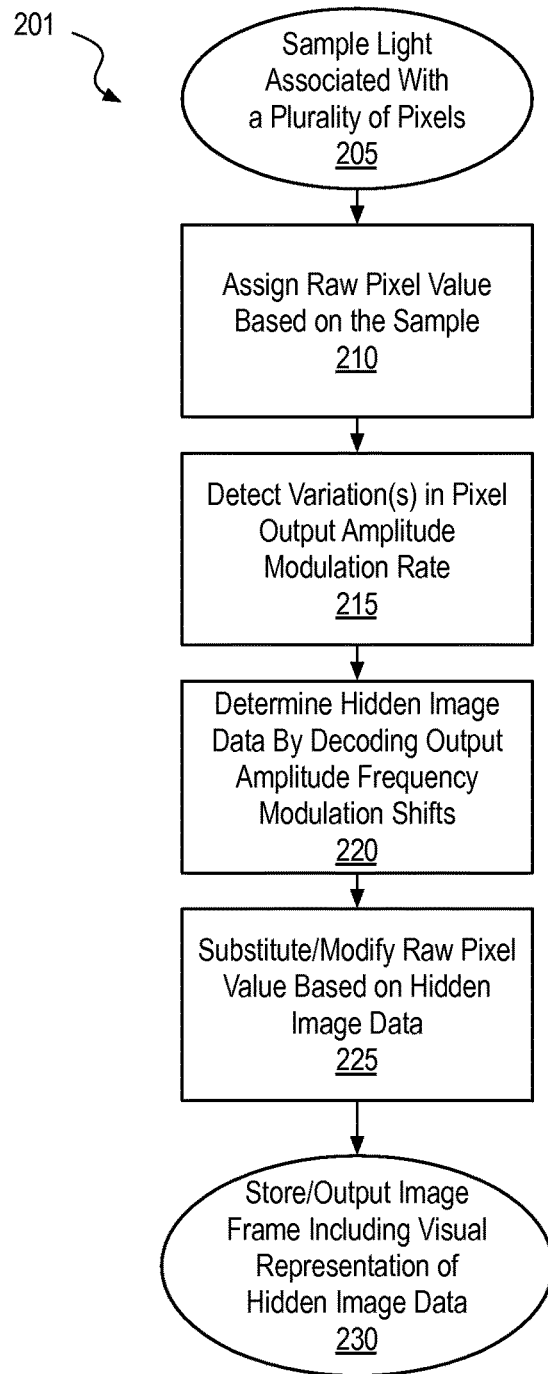 201
Sample Light
Associated With
a Plurality of Pixels
205
Assign Raw Pixel Value
Based on the Sample
210
Detect Variation(s) in Pixel
Output Amplitude
Modulation Rate
215
Determine Hidden Image
Data By Decoding Output
Amplitude Frequency
Modulation Shifts
220
Substitute/Modify Raw Pixel
Value Based on Hidden
Image Data
225
Store/Output Image
Frame Including Visual
Representation of
Hidden Image Data
230